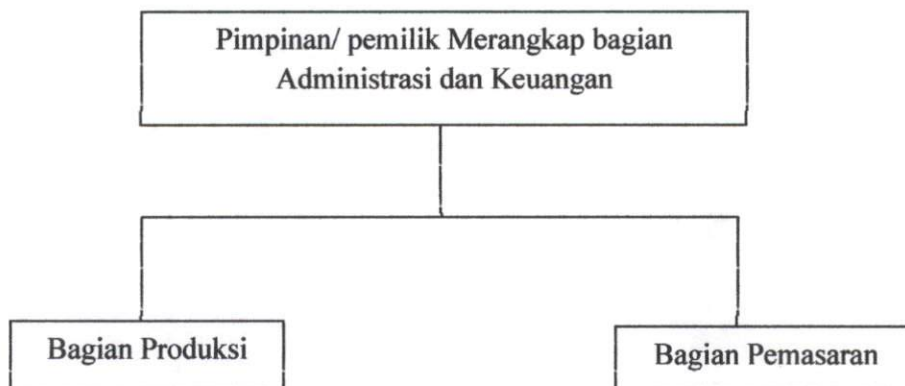 Pimpinan/ pemilik Merangkap bagian
Administrasi dan Keuangan
Bagian Produksi
Bagian Pemasaran